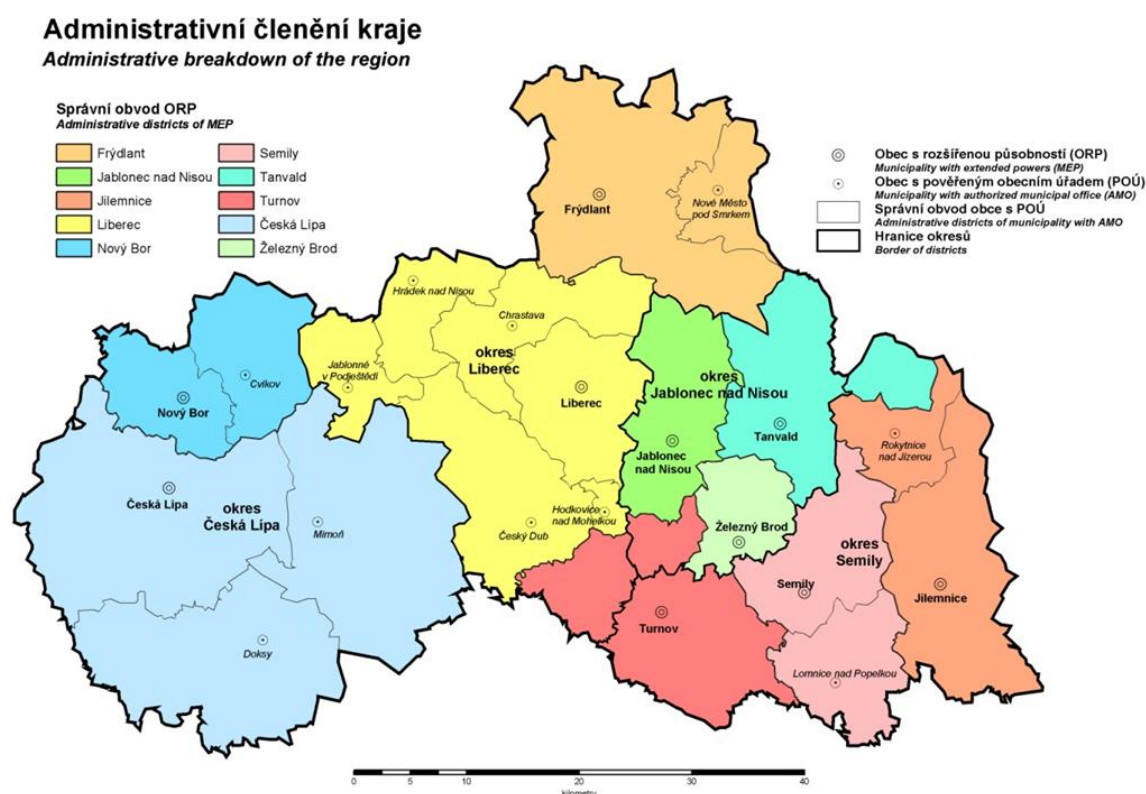 Administrativní členění kraje
Administrative breakdown of the region
Správní obvod ORP
Administrative districts of MEP
Frýdlant
Semily
Jablonec nad Nisou
Tanvald
Jilemnice
Turnov
Liberec
Česká Lípa
Nový Bor
Železný Brod
Obec s rozšířenou působností (ORP)
Municipality with extended powers (MEP)
Obec s pověřeným obecním úřadem (POÚ)
Municipality with authorized municipal office (AMO)
Správní obvod obce s POÚ
Administrative districts of municipality with AMO
Hranice okresů
Border of districts
Frýdlant
Nové Město
pod Smrkem
Hrádek nad Nisou
Chrastava
okres
Liberec
Jablonné
v Podještědí
Cvikov
Nový Bor
Liberec
okres
Jablonec nad Nisou
Tanvald
Jablonec
nad Nisou
Rokytnice
nad Jizerou
Česká Lípa
okres
Česká Lípa
Mimoň
Hodkovice
nad Mohelkou
Český Dub
Železný Brod
okres
Semily
Semily
Jilemnice
Turnov
Doksy
Lomnice nad Popelkou
0 5 10 20 30 40
kilometry